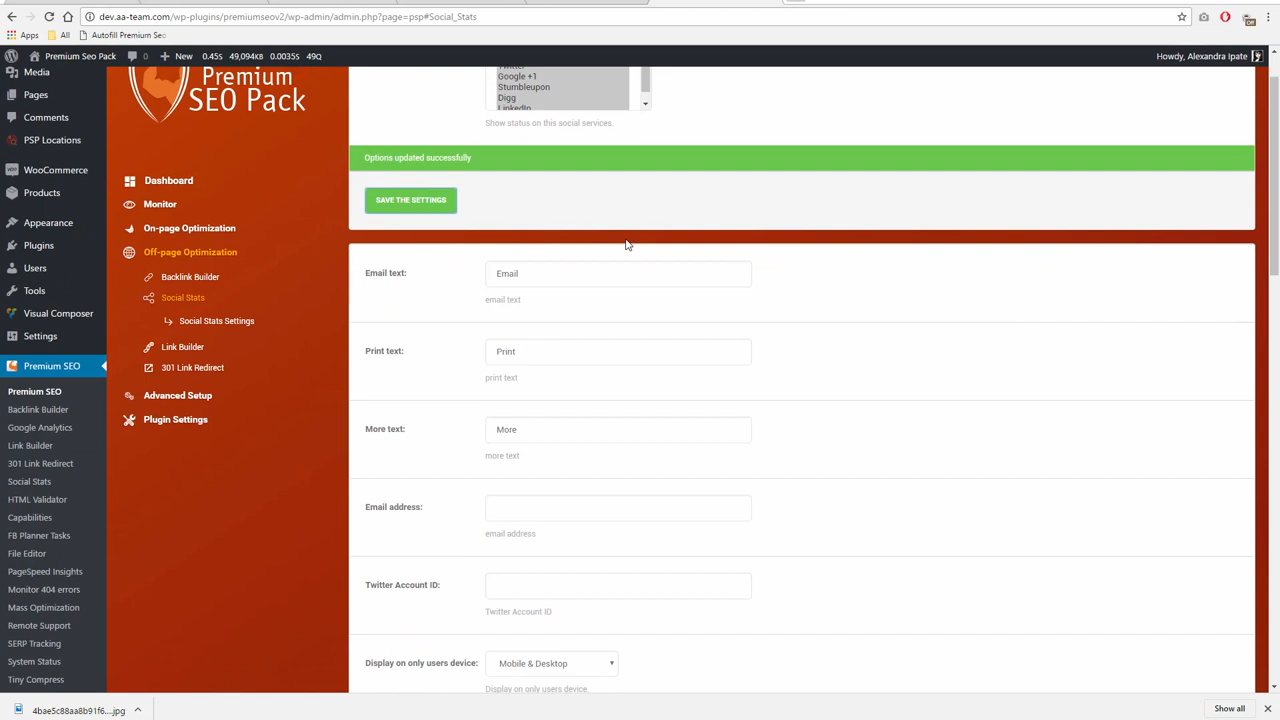 dev.aa-team.com/wp-plugins/premiumseov2/wp-admin/admin.php?page=psp#Social_Stats
Apps All Autofill Premium Seo
Premium SEO Pack 0 New 0.45s 49,094KB 0.0035s 49Q Howdy, Alexandra Ipate
Media
Pages
Comments
PSP Locations
WooCommerce
Products
Appearance
Plugins
Users
Tools
Visual Composer
Settings
Premium SEO
Premium SEO
Backlink Builder
Google Analytics
Link Builder
301 Link Redirect
Social Stats
HTML Validator
Capabilities
FB Planner Tasks
File Editor
PageSpeed Insights
Monitor 404 errors
Mass Optimization
Remote Support
SERP Tracking
System Status
Tiny Compress
Premium
SEO Pack
Dashboard
Monitor
On-page Optimization
Off-page Optimization
Backlink Builder
Social Stats
Social Stats Settings
Link Builder
301 Link Redirect
Advanced Setup
Plugin Settings
Twitter
Google +1
Stumbleupon
Digg
LinkedIn
Show status on this social services.
Options updated successfully
SAVE THE SETTINGS
Email text: Email
email text
Print text: Print
print text
More text: More
more text
Email address:
email address
Twitter Account ID:
Twitter Account ID
Display on only users device: Mobile & Desktop
Display on only users device.
4bae5c88aa8b91f6....jpg
Show all